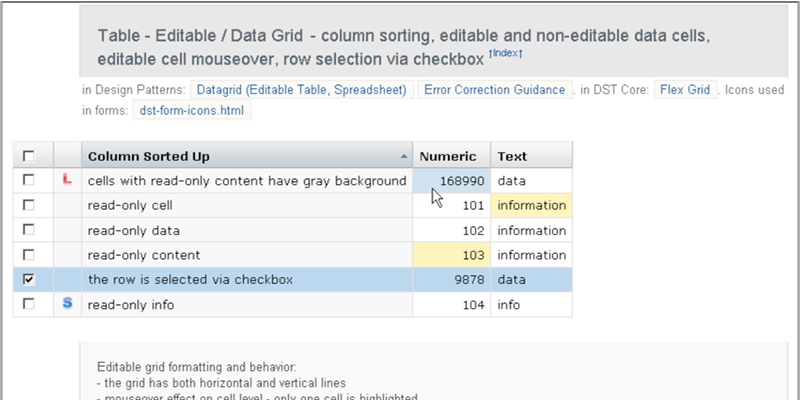 Table - Editable / Data Grid - column sorting, editable and non-editable data cells,
editable cell mouseover, row selection via checkbox ↑Index↑
in Design Patterns: Datagrid (Editable Table, Spreadsheet) Error Correction Guidance . in DST Core: Flex Grid . Icons used
in forms: dst-form-icons.html
Column Sorted Up Numeric Text
L cells with read-only content have gray background 168990 data
read-only cell 101 information
read-only data 102 information
read-only content 103 information
the row is selected via checkbox 9878 data
S read-only info 104 info
Editable grid formatting and behavior:
- the grid has both horizontal and vertical lines
- mouseover effect on cell level - only one cell is highlighted